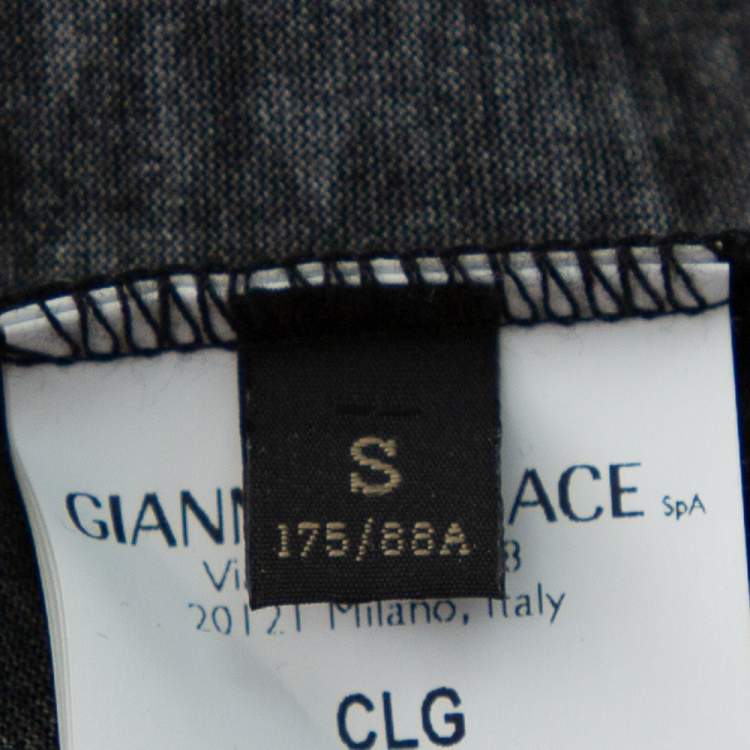 S
175/88A
GIANN ACE SpA
Vi 8
20121 Milano, Italy
CLG